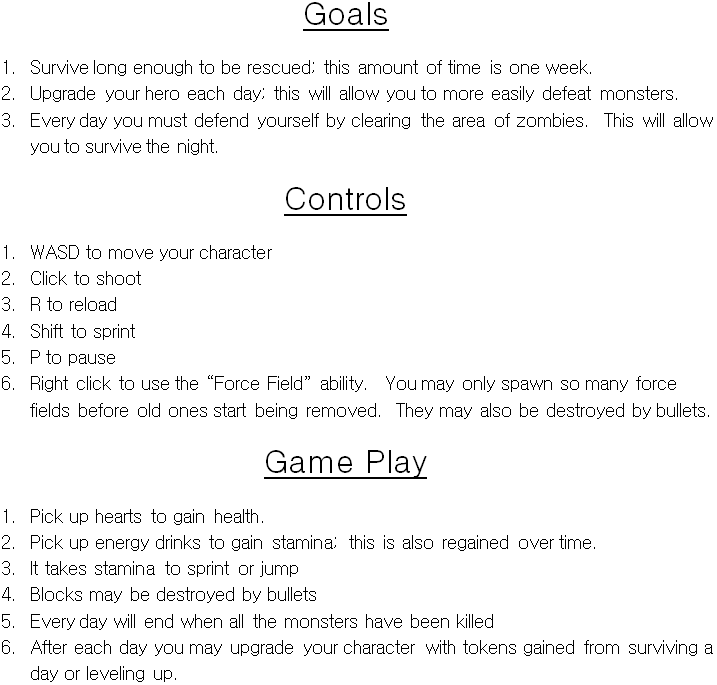 Goals
1. Survive long enough to be rescued; this amount of time is one week.
2. Upgrade your hero each day; this will allow you to more easily defeat monsters.
3. Every day you must defend yourself by clearing the area of zombies. This will allow
you to survive the night.
Controls
1. WASD to move your character
2. Click to shoot
3. R to reload
4. Shift to sprint
5. P to pause
6. Right click to use the “Force Field” ability. You may only spawn so many force
fields before old ones start being removed. They may also be destroyed by bullets.
Game Play
1. Pick up hearts to gain health.
2. Pick up energy drinks to gain stamina; this is also regained over time.
3. It takes stamina to sprint or jump
4. Blocks may be destroyed by bullets
5. Every day will end when all the monsters have been killed
6. After each day you may upgrade your character with tokens gained from surviving a
day or leveling up.